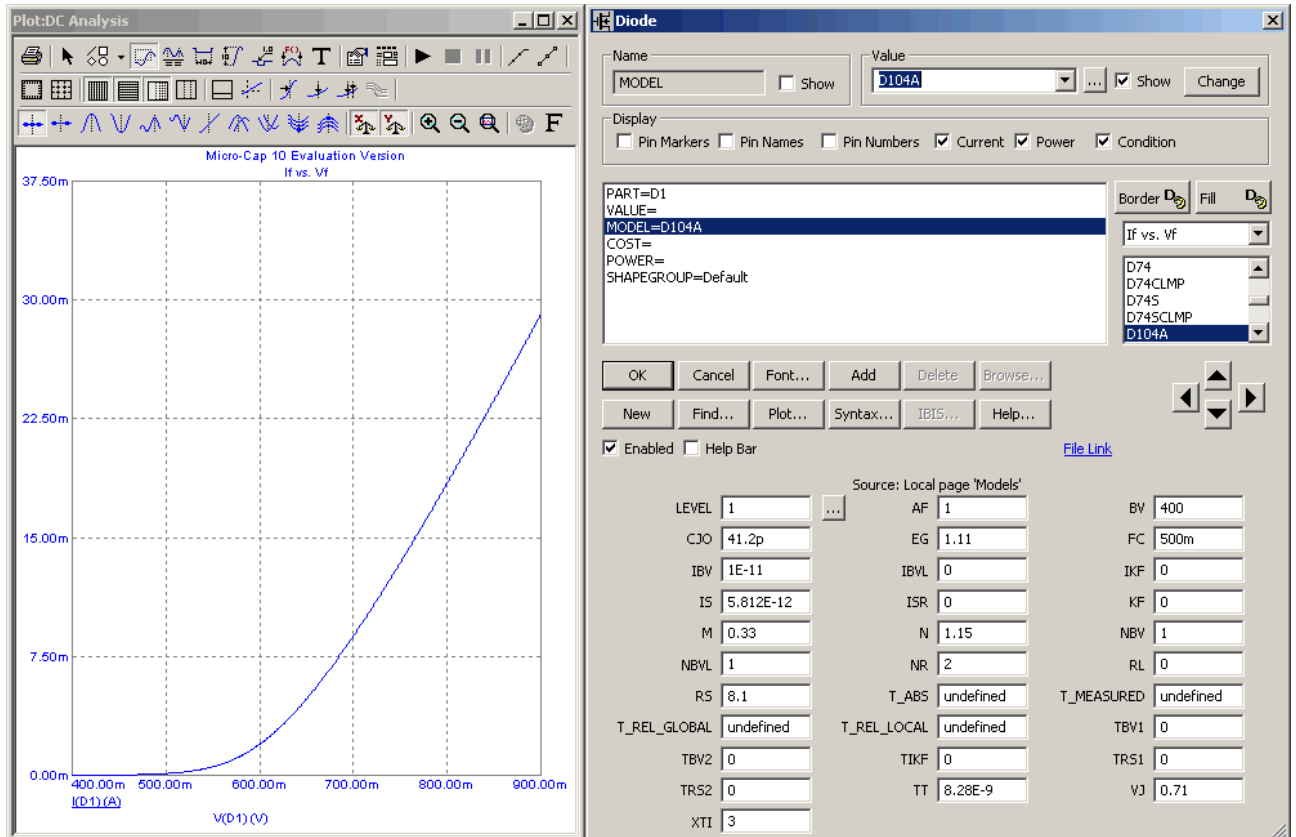 Plot:DC Analysis
T
F
Micro-Cap 10 Evaluation Version
If vs. Vf
37.50m
30.00m
22.50m
15.00m
7.50m
0.00m
400.00m 500.00m 600.00m 700.00m 800.00m 900.00m
I(D1) (A)
V(D1) (V)
Diode
Name
MODEL
Show
Value
D104A
...
Show
Change
Display
Pin Markers Pin Names Pin Numbers Current Power Condition
PART=D1
VALUE=
MODEL=D104A
COST=
POWER=
SHAPEGROUP=Default
Border D Fill D
If vs. Vf
D74
D74CLMP
D74S
D74SCLMP
D104A
OK Cancel Font... Add Delete Browse...
New Find... Plot... Syntax... IBIS... Help...
Enabled Help Bar File Link
Source: Local page 'Models'
LEVEL 1 ... AF 1 BV 400
CJO 41.2p EG 1.11 FC 500m
IBV 1E-11 IBVL 0 IKF 0
IS 5.812E-12 ISR 0 KF 0
M 0.33 N 1.15 NBV 1
NBVL 1 NR 2 RL 0
RS 8.1 T_ABS undefined T_MEASURED undefined
T_REL_GLOBAL undefined T_REL_LOCAL undefined TBV1 0
TBV2 0 TIKF 0 TRS1 0
TRS2 0 TT 8.28E-9 VJ 0.71
XTI 3